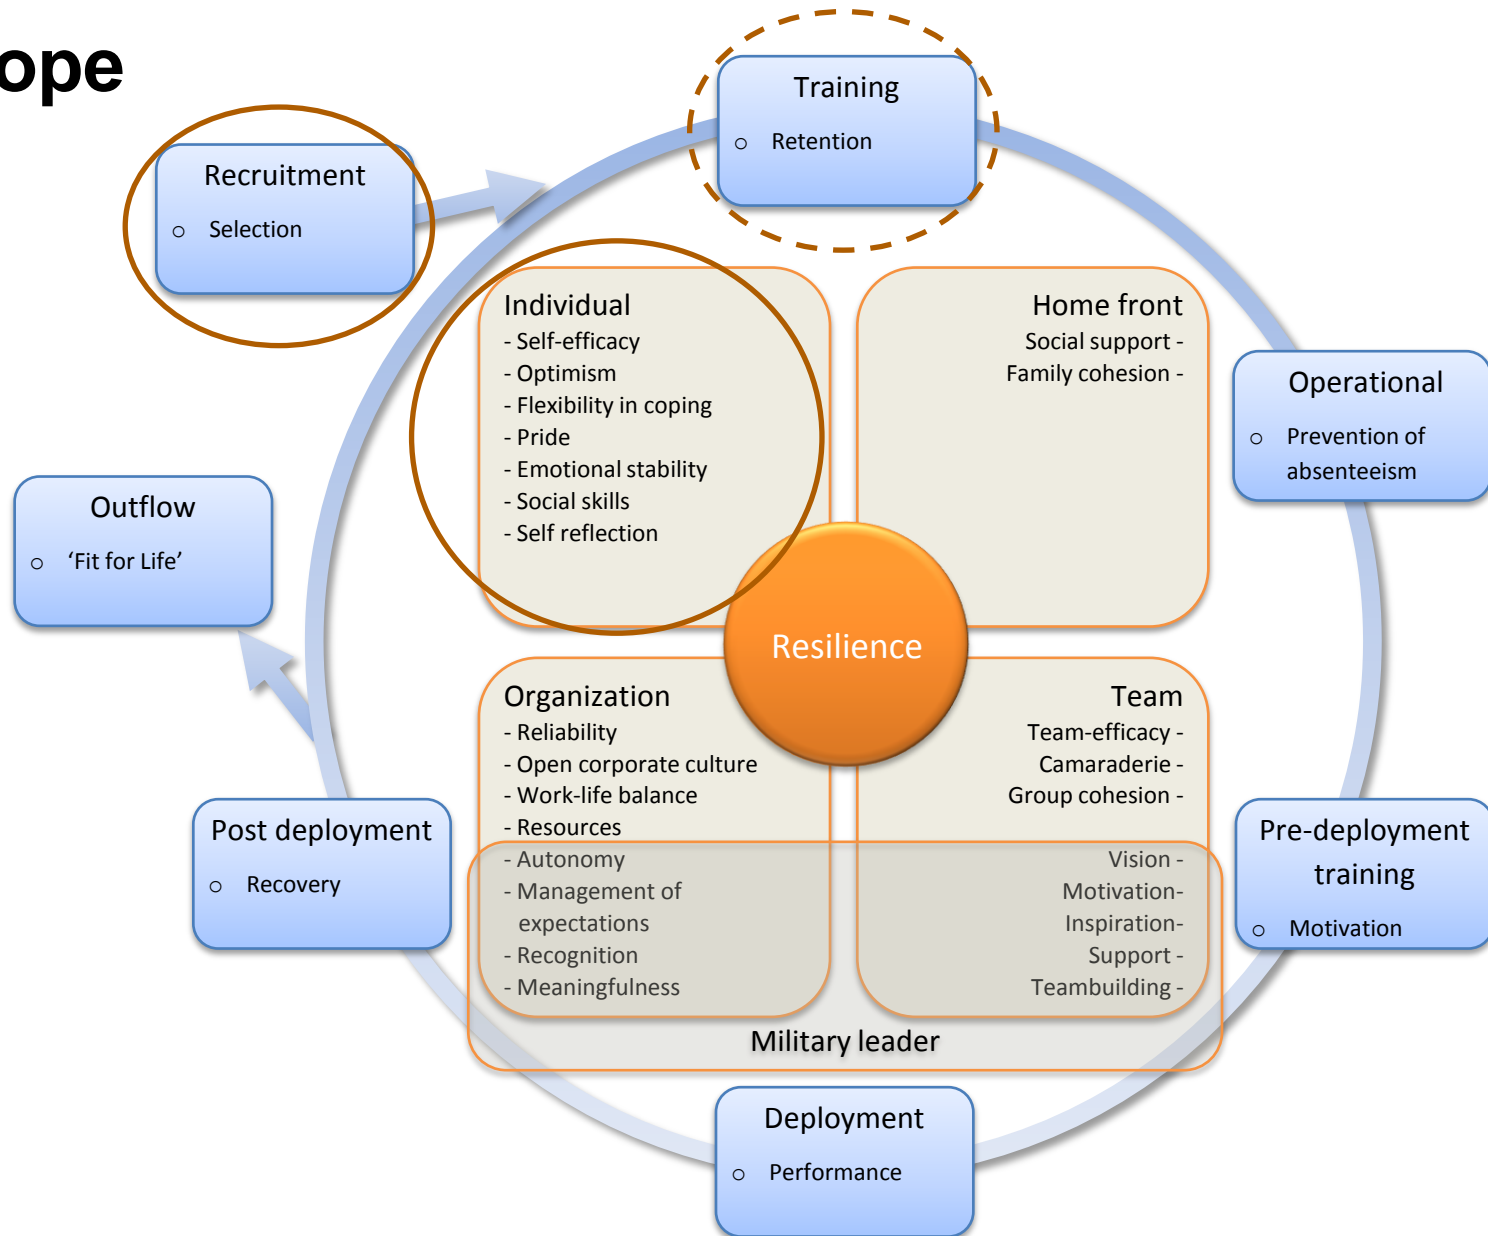 ope
Training
o Retention
Recruitment
o Selection
Individual
- Self-efficacy
- Optimism
- Flexibility in coping
- Pride
- Emotional stability
- Social skills
- Self reflection
Home front
Social support -
Family cohesion -
Operational
o Prevention of
absenteeism
Outflow
o ‘Fit for Life’
Resilience
Organization
- Reliability
- Open corporate culture
- Work-life balance
- Resources
- Autonomy
- Management of
expectations
- Recognition
- Meaningfulness
Team
Team-efficacy -
Camaraderie -
Group cohesion -
Vision -
Motivation-
Inspiration-
Support -
Teambuilding -
Military leader
Post deployment
o Recovery
Pre-deployment
training
o Motivation
Deployment
o Performance